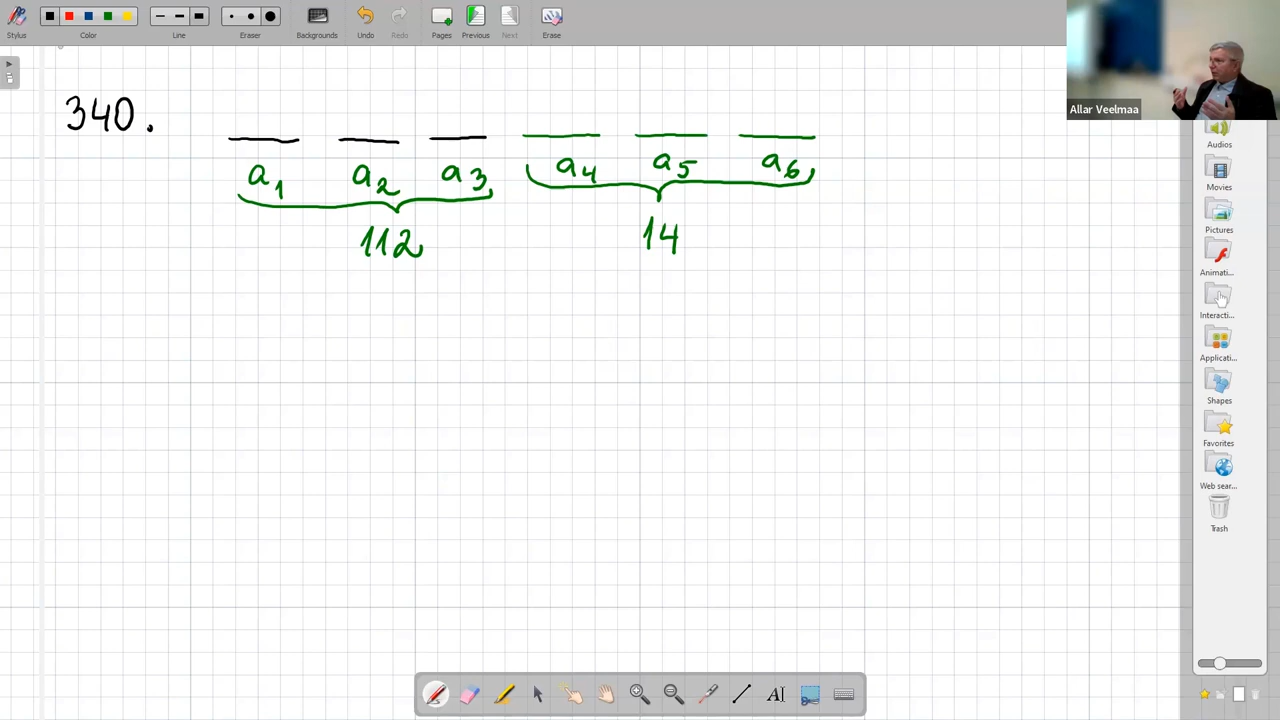 Stylus Color Line Eraser Backgrounds Undo Redo Pages Previous Next Erase
Allar Veelmaa
340.
a1 a2 a3 a4 a5 a6
112 14
Audios
Movies
Pictures
Animati...
Interacti...
Applicati...
Shapes
Favorites
Web sear...
Trash